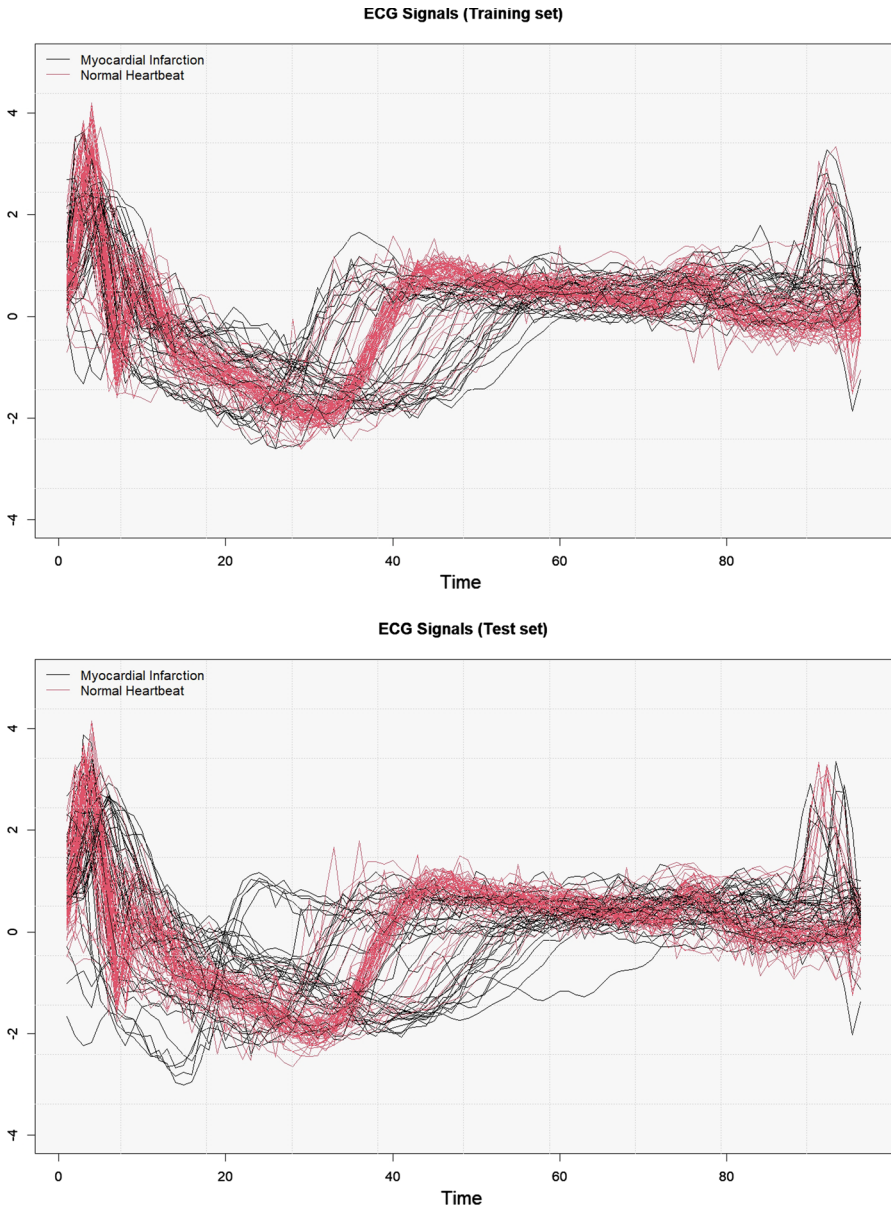 ECG Signals (Training set)
Myocardial Infarction
Normal Heartbeat
4
2
0
-2
-4
0 20 40 60 80
Time
ECG Signals (Test set)
Myocardial Infarction
Normal Heartbeat
4
2
0
-2
-4
0 20 40 60 80
Time